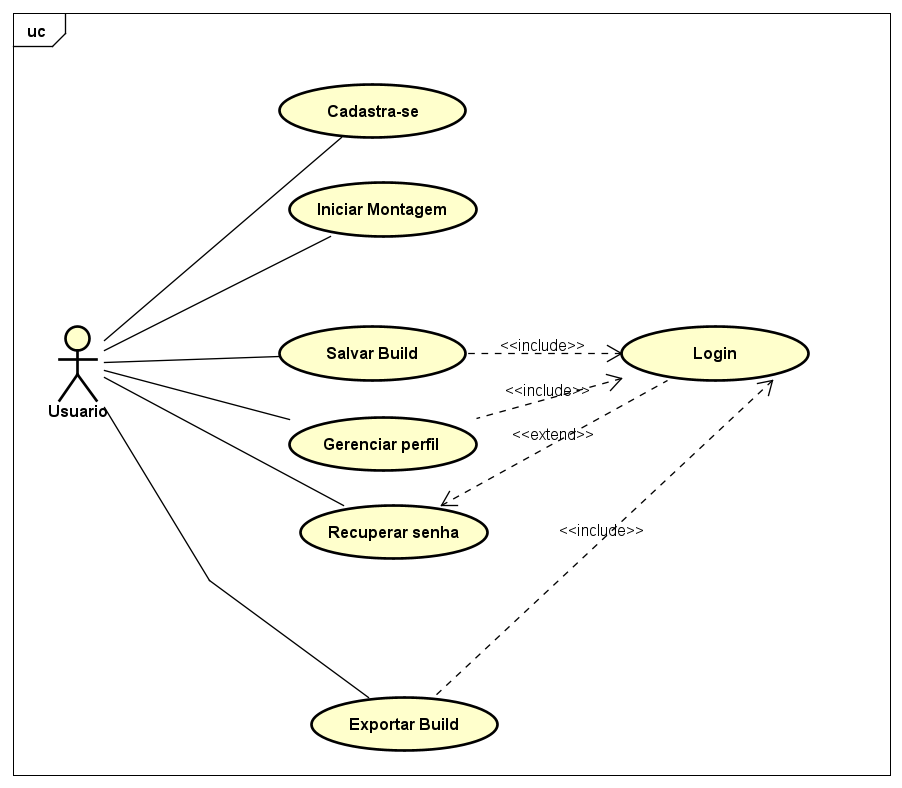 uc
Cadastra-se
Iniciar Montagem
Salvar Build
<<include>>
Login
Usuario
Gerenciar perfil
<<include>>
<<extend>>
Recuperar senha
<<include>>
Exportar Build